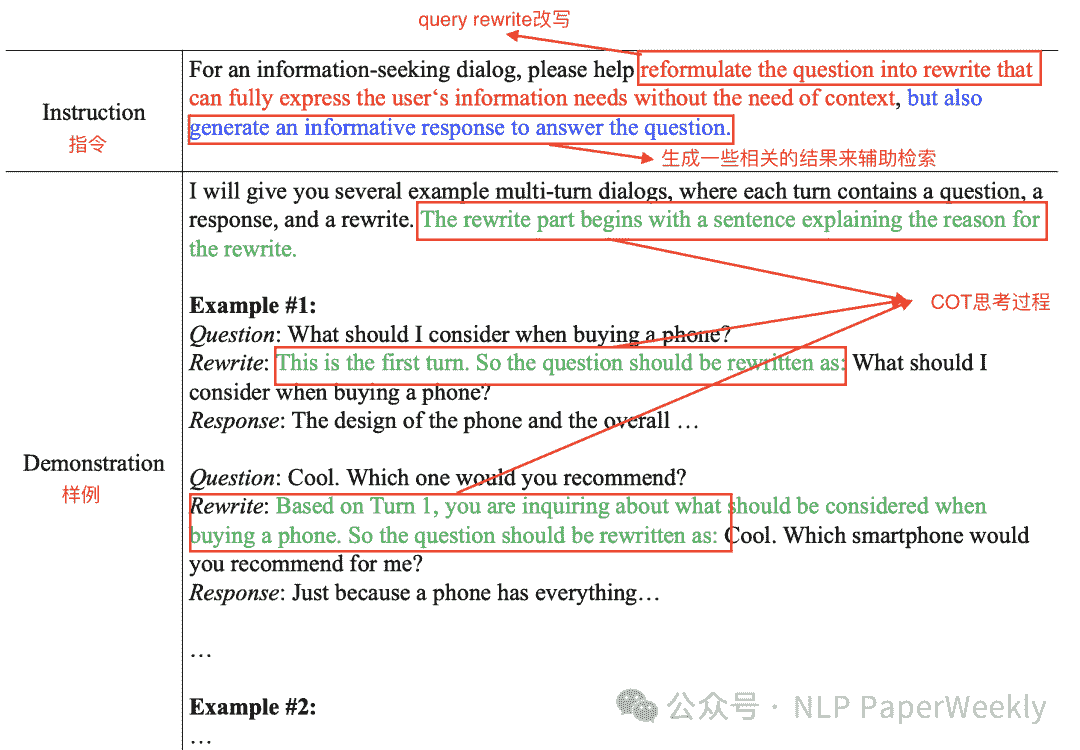 query rewrite改写
For an information-seeking dialog, please help reformulate the question into rewrite that
can fully express the user‘s information needs without the need of context, but also
generate an informative response to answer the question.
Instruction
指令
生成一些相关的结果来辅助检索
I will give you several example multi-turn dialogs, where each turn contains a question, a
response, and a rewrite. The rewrite part begins with a sentence explaining the reason for
the rewrite.
Example #1:
COT思考过程
Question: What should I consider when buying a phone?
Rewrite: This is the first turn. So the question should be rewritten as: What should I
consider when buying a phone?
Response: The design of the phone and the overall …
Demonstration
样例
Question: Cool. Which one would you recommend?
Rewrite: Based on Turn 1, you are inquiring about what should be considered when
buying a phone. So the question should be rewritten as: Cool. Which smartphone would
you recommend for me?
Response: Just because a phone has everything…
…
Example #2:
…
公众号 · NLP PaperWeekly